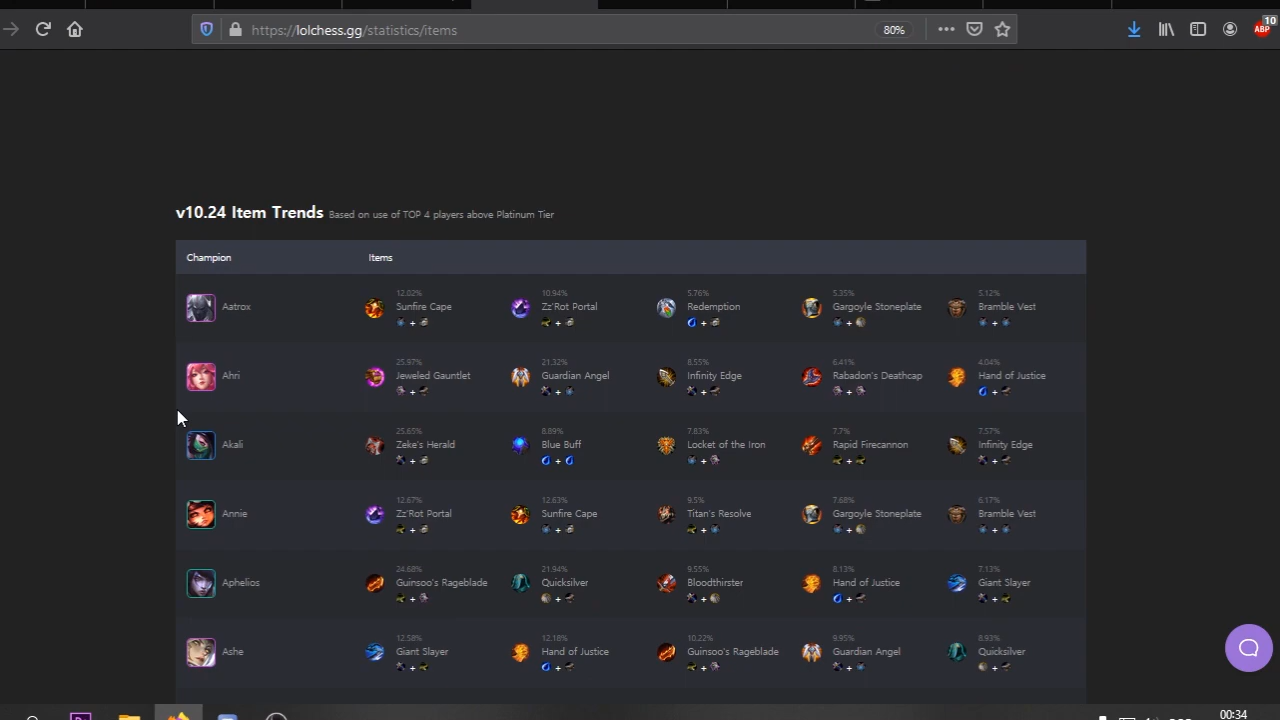 10
https://lolchess.gg/statistics/items
80%
ABP
v10.24 Item Trends Based on use of TOP 4 players above Platinum Tier
Champion Items
12.02% 10.94% 5.76% 5.35% 5.12%
Aatrox Sunfire Cape Zz'Rot Portal Redemption Gargoyle Stoneplate Bramble Vest
+ + + + +
25.97% 21.32% 8.55% 6.41% 4.04%
Ahri Jeweled Gauntlet Guardian Angel Infinity Edge Rabadon's Deathcap Hand of Justice
+ + + + +
25.65% 8.89% 7.83% 7.7% 7.57%
Akali Zeke's Herald Blue Buff Locket of the Iron Rapid Firecannon Infinity Edge
+ + + + +
12.67% 12.63% 9.5% 7.68% 6.17%
Annie Zz'Rot Portal Sunfire Cape Titan's Resolve Gargoyle Stoneplate Bramble Vest
+ + + + +
24.68% 21.94% 9.55% 8.13% 7.13%
Aphelios Guinsoo's Rageblade Quicksilver Bloodthirster Hand of Justice Giant Slayer
+ + + + +
12.58% 12.18% 10.22% 9.95% 8.93%
Ashe Giant Slayer Hand of Justice Guinsoo's Rageblade Guardian Angel Quicksilver
+ + + + +
00:34